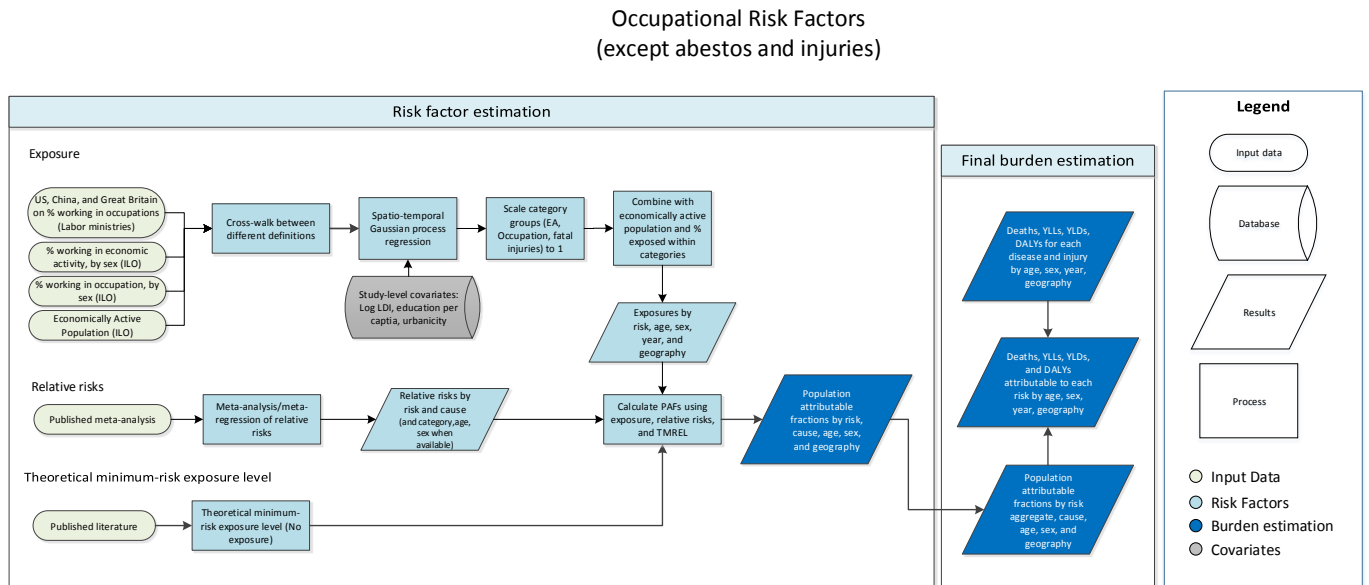 Occupational Risk Factors
(except abestos and injuries)
Risk factor estimation
Exposure
US, China, and Great Britain
on % working in occupations
(Labor ministries)
% working in economic
activity, by sex (ILO)
% working in occupation, by
sex (ILO)
Economically Active
Population (ILO)
Cross-walk between
different definitions
Spatio-temporal
Gaussian process
regression
Study-level covariates:
Log LDI, education per
captia, urbanicity
Scale category
groups (EA,
Occupation, fatal
injuries) to 1
Combine with
economically active
population and %
exposed within
categories
Exposures by
risk, age, sex,
year, and
geography
Relative risks
Published meta-analysis
Meta-analysis/meta-
regression of relative
risks
Relative risks by
risk and cause
(and category,age,
sex when
available)
Calculate PAFs using
exposure, relative risks,
and TMREL
Population
attributable
fractions by risk,
cause, age, sex,
and geography
Theoretical minimum-risk exposure level
Published literature
Theoretical minimum-
risk exposure level (No
exposure)
Final burden estimation
Deaths, YLLs, YLDs,
DALYs for each
disease and injury
by age, sex, year,
geography
Deaths, YLLs, YLDs,
and DALYs
attributable to each
risk by age, sex,
year, geography
Population
attributable
fractions by risk
aggregate, cause,
age, sex, and
geography
Legend
Input data
Database
Results
Process
Input Data
Risk Factors
Burden estimation
Covariates